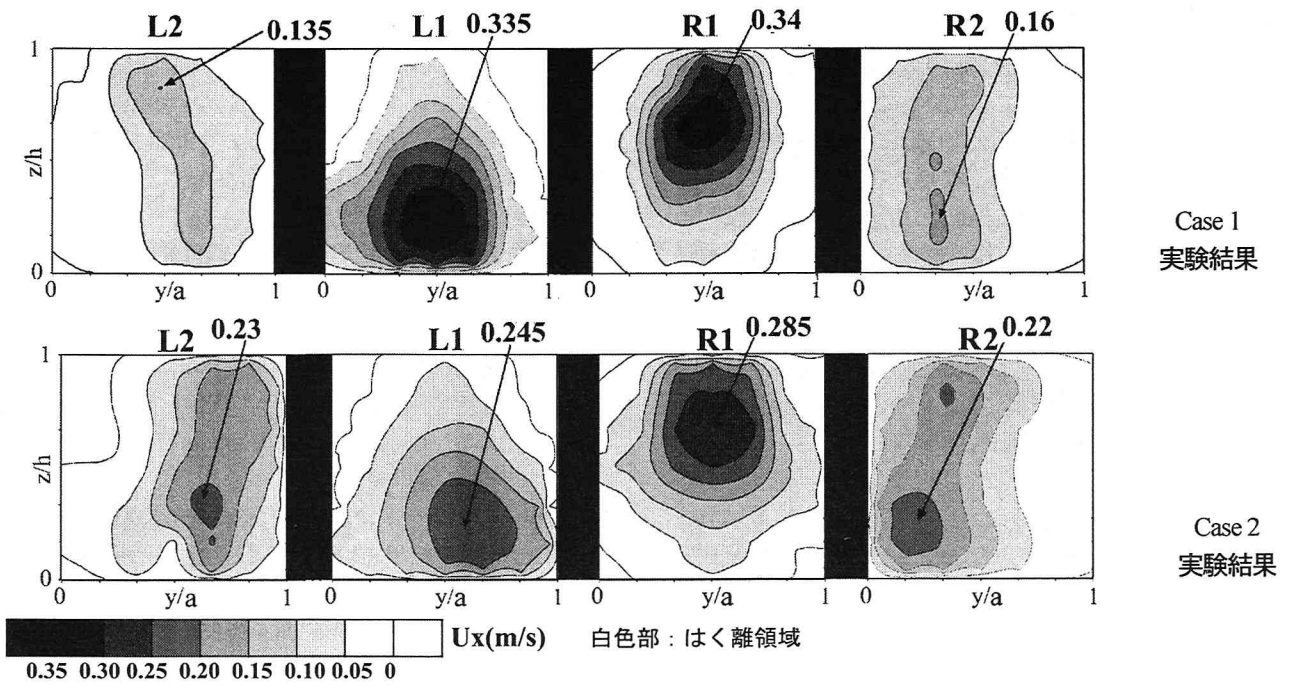 L2 0.135 L1 0.335 R1 0.34 R2 0.16
1
z/h
0
0 y/a 1 0 y/a 1 0 y/a 1 0 y/a 1
Case 1
実験結果
L2 0.23 L1 0.245 R1 0.285 R2 0.22
1
z/h
0
0 y/a 1 0 y/a 1 0 y/a 1 0 y/a 1
Case 2
実験結果
Ux(m/s) 白色部：はく離領域
0.35 0.30 0.25 0.20 0.15 0.10 0.05 0